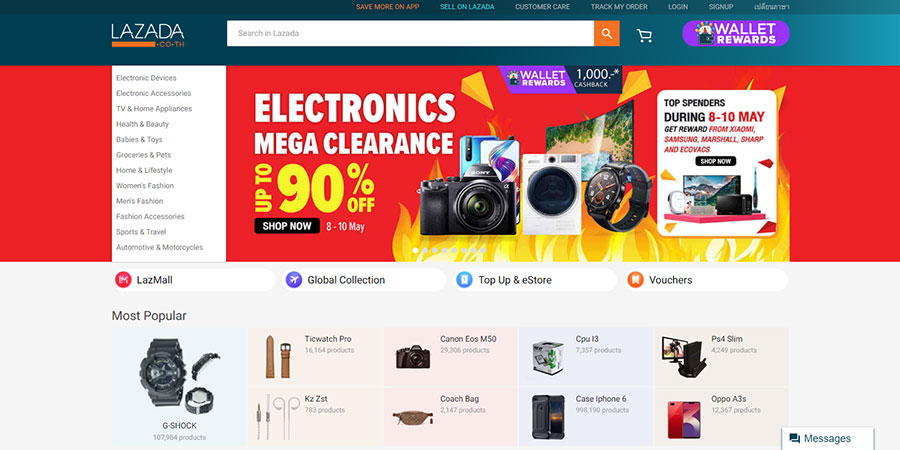 SAVE MORE ON APP
SELL ON LAZADA
CUSTOMER CARE
TRACK MY ORDER
LOGIN
SIGNUP
เปลี่ยนภาษา
LAZADA
.CO.TH
Search in Lazada
WALLET
REWARDS
Electronic Devices
Electronic Accessories
TV & Home Appliances
Health & Beauty
Babies & Toys
Groceries & Pets
Home & Lifestyle
Women's Fashion
Men's Fashion
Fashion Accessories
Sports & Travel
Automotive & Motorcycles
WALLET
REWARDS
1,000.-*
CASHBACK
ELECTRONICS
MEGA CLEARANCE
UP TO
90%
OFF
SHOP NOW
8 - 10 May
SONY
TOP SPENDERS
DURING 8-10 MAY
GET REWARD FROM XIAOMI,
SAMSUNG, MARSHALL, SHARP
AND ECOVACS
SHOP NOW
LazMall
Global Collection
Top Up & eStore
Vouchers
Most Popular
G-SHOCK
107,984 products
Ticwatch Pro
16,164 products
Canon Eos M50
29,306 products
Cpu I3
7,357 products
Ps4 Slim
4,249 products
Kz Zst
783 products
Coach Bag
2,147 products
Case Iphone 6
998,190 products
Oppo A3s
12,367 products
Messages